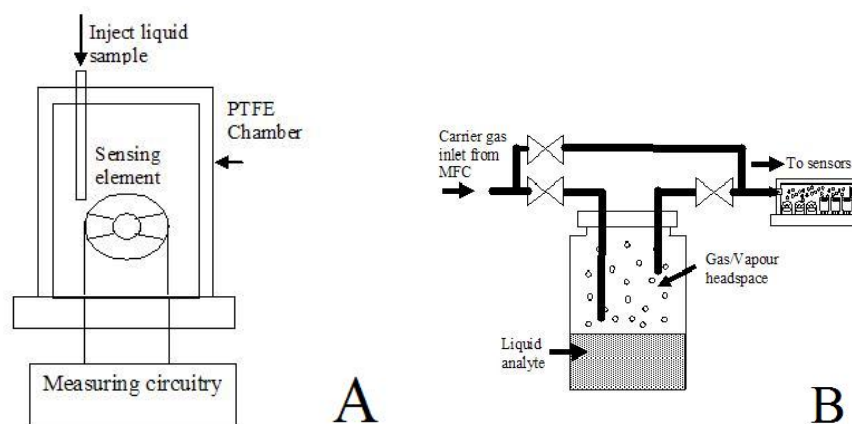 Inject liquid
sample
PTFE
Chamber
Sensing
element
Measuring circuitry
A
Carrier gas
inlet from
MFC
To sensors
Gas/Vapour
headspace
Liquid
analyte
B